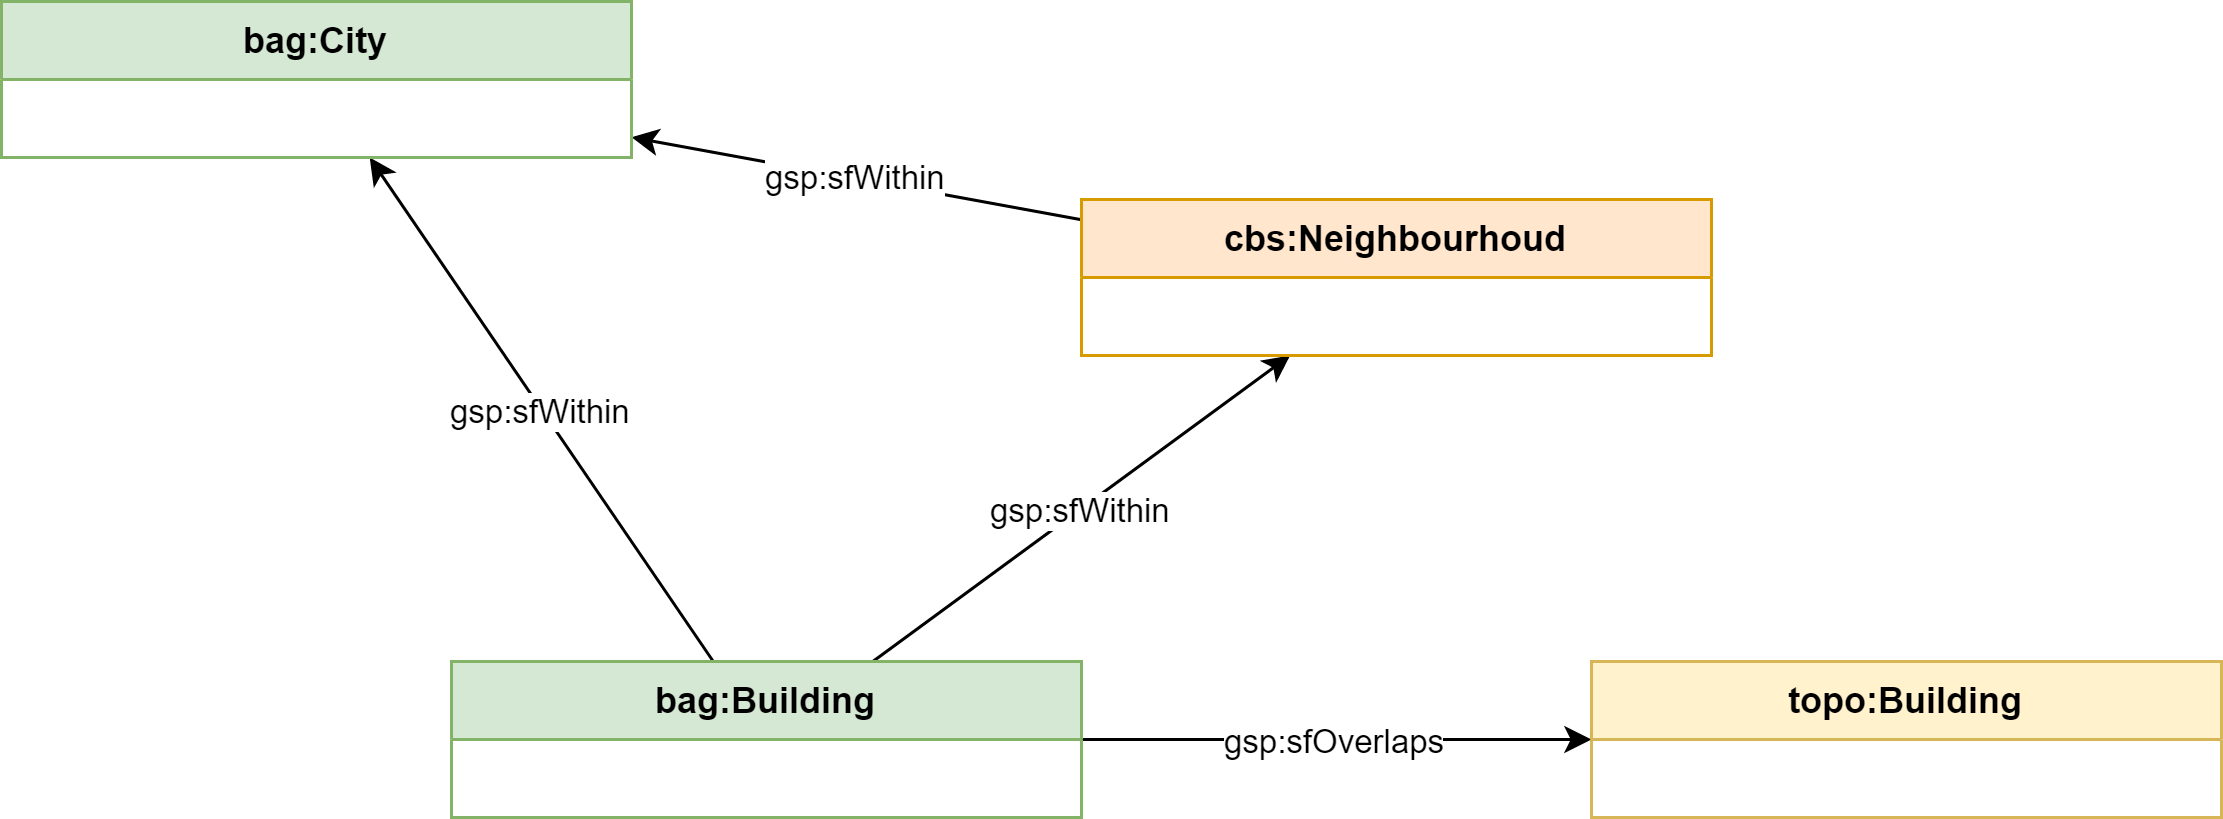 bag:City
gsp:sfWithin
cbs:Neighbourhoud
gsp:sfWithin
gsp:sfWithin
bag:Building
gsp:sfOverlaps
topo:Building